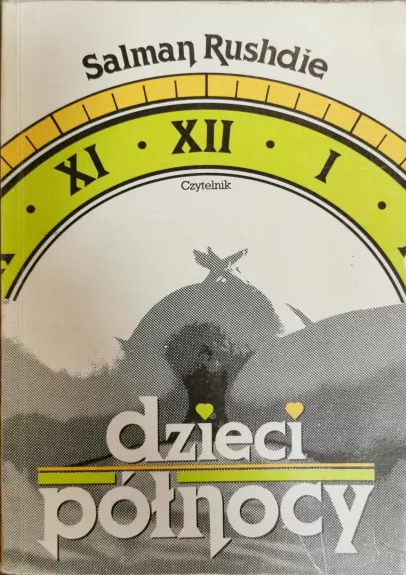 Salman Rushdie
XI · XII · I
Czytelnik
dzieci
północy